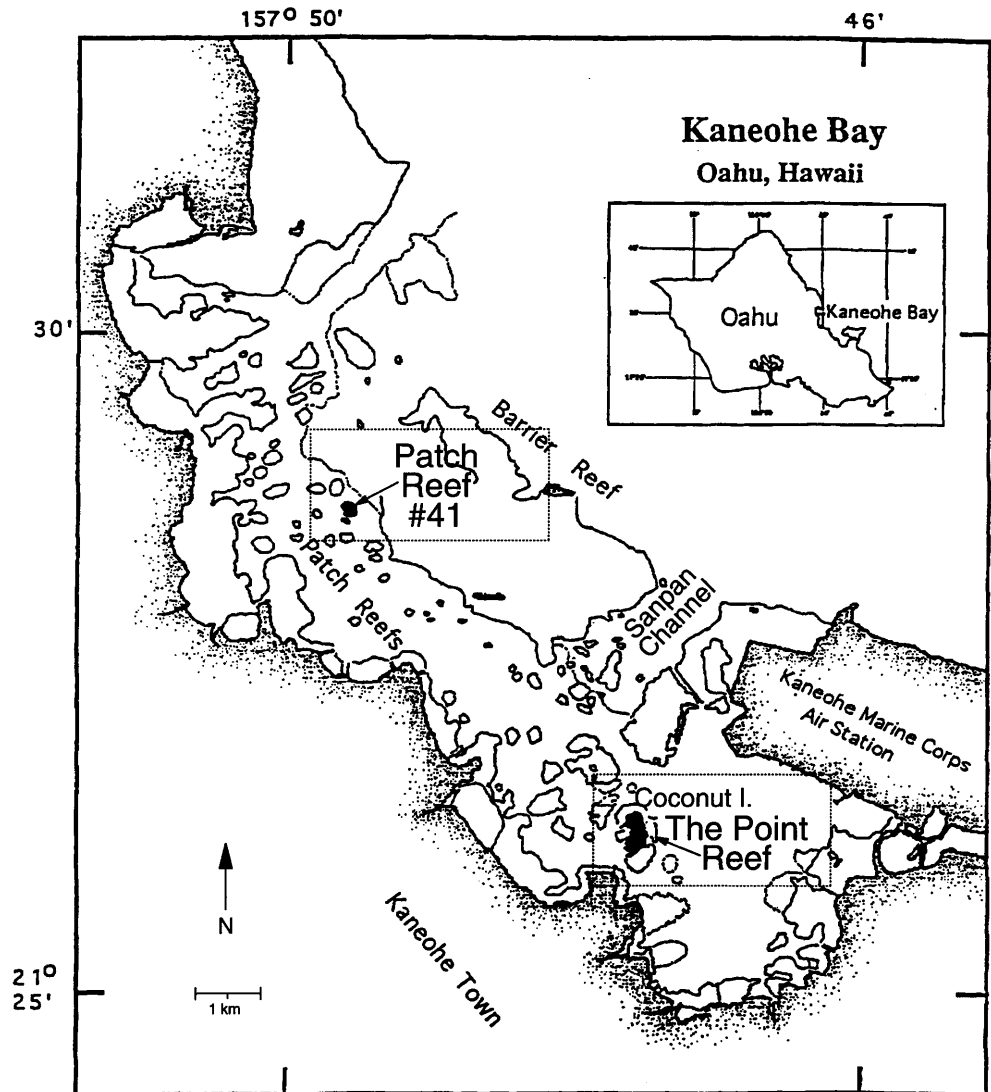 157° 50'
46'
Kaneohe Bay
Oahu, Hawaii
Oahu
Kaneohe Bay
30'
Barrier
Reef
Patch
Reef
#41
Patch
Reefs
Sanpan
Channel
Kaneohe Marine Corps
Air Station
Coconut I.
The Point
Reef
N
Kaneohe Town
21°
25'
1 km